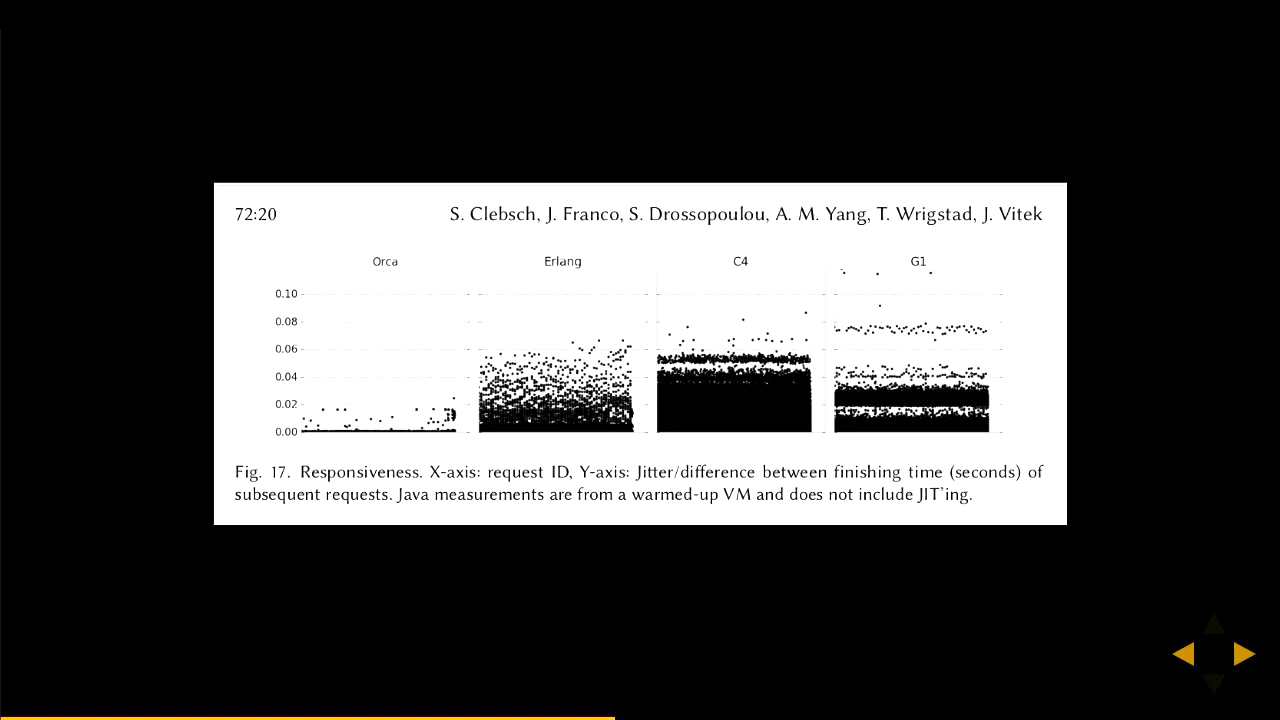 72:20 S. Clebsch, J. Franco, S. Drossopoulou, A. M. Yang, T. Wrigstad, J. Vitek
Orca Erlang C4 G1
0.10
0.08
0.06
0.04
0.02
0.00
Fig. 17. Responsiveness. X-axis: request ID, Y-axis: Jitter/difference between finishing time (seconds) of
subsequent requests. Java measurements are from a warmed-up VM and does not include JIT'ing.